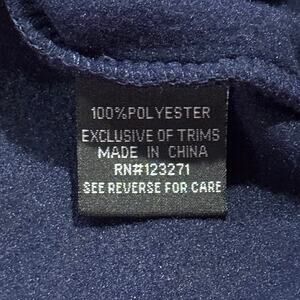 100%POLYESTER
EXCLUSIVE OF TRIMS
MADE IN CHINA
RN#123271
SEE REVERSE FOR CARE